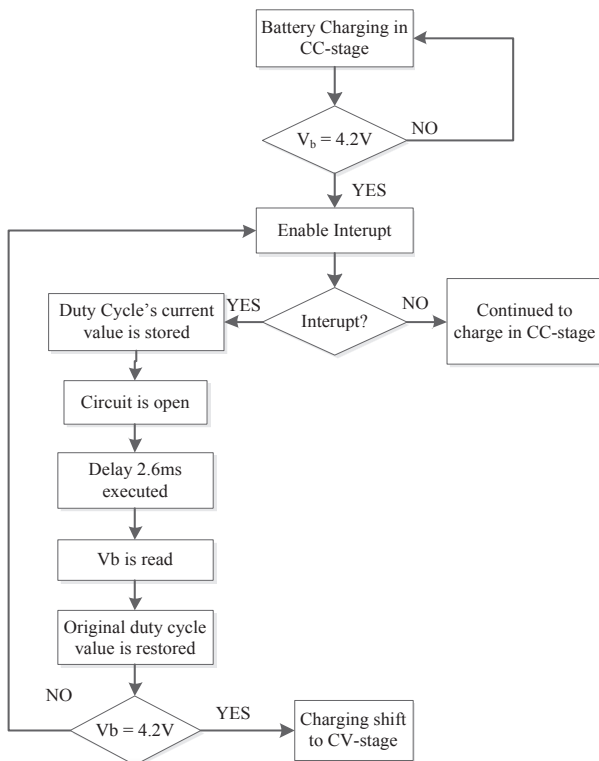 Battery Charging in
CC-stage
V_b = 4.2V
NO
YES
Enable Interupt
Duty Cycle's current
value is stored
YES
Interupt?
NO
Continued to
charge in CC-stage
Circuit is open
Delay 2.6ms
executed
Vb is read
Original duty cycle
value is restored
NO
Vb = 4.2V
YES
Charging shift
to CV-stage